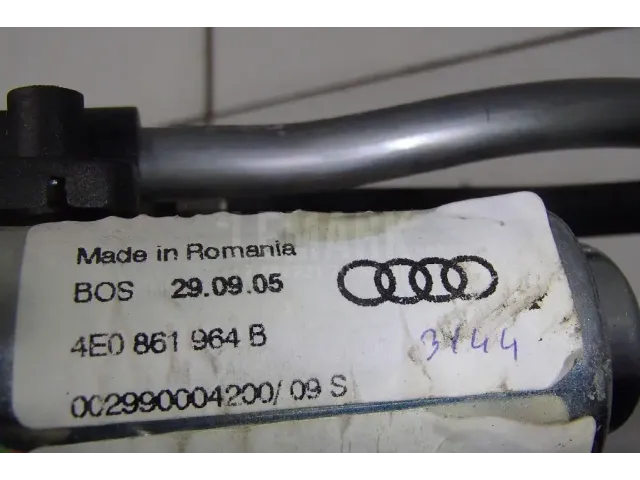 Made in Romania
BOS 29.09.05
4E0 861 964 B
3144
002990004200/ 09 S